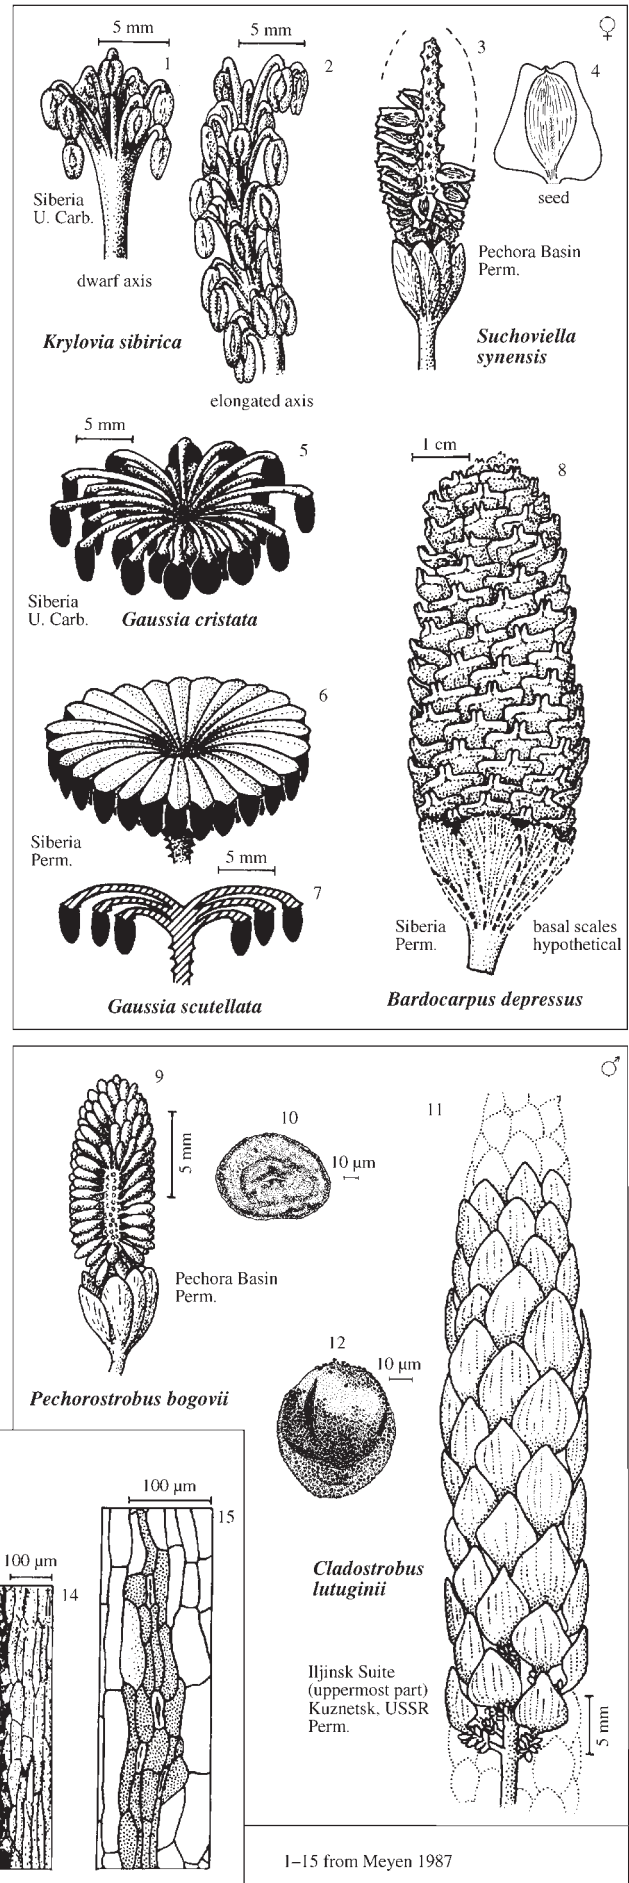 ♀
5 mm
1
Siberia
U. Carb.
dwarf axis
5 mm
2
elongated axis
Krylovia sibirica
3
4
seed
Pechora Basin
Perm.
Suchoviella
synensis
5 mm
5
Siberia
U. Carb.
Gaussia cristata
6
Siberia
Perm.
5 mm
7
Gaussia scutellata
1 cm
8
Siberia
Perm.
basal scales
hypothetical
Bardocarpus depressus
♂
9
5 mm
Pechora Basin
Perm.
Pechorostrobus bogovii
10
10 µm
11
12
10 µm
Cladostrobus
lutuginii
Iljinsk Suite
(uppermost part)
Kuznetsk, USSR
Perm.
5 mm
100 µm
14
100 µm
15
1–15 from Meyen 1987